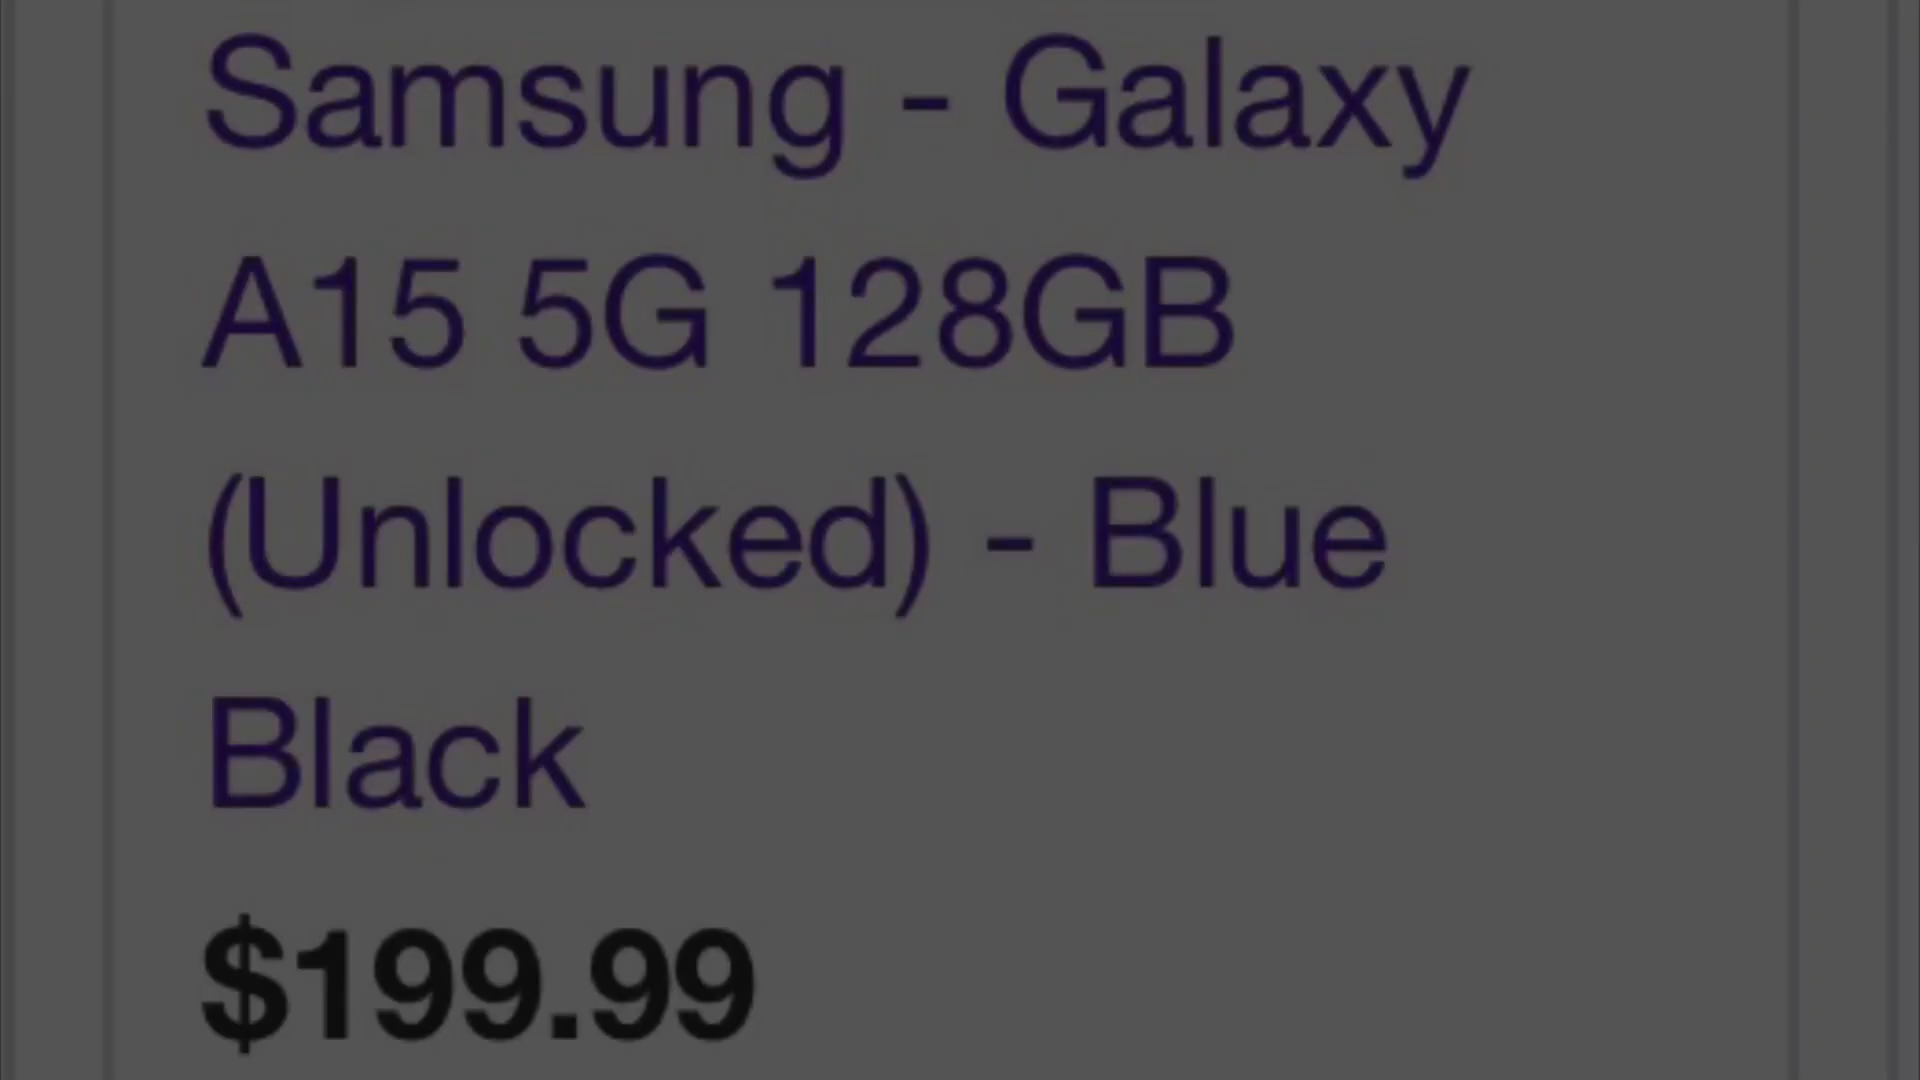 Samsung - Galaxy
A15 5G 128GB
(Unlocked) - Blue
Black
$199.99